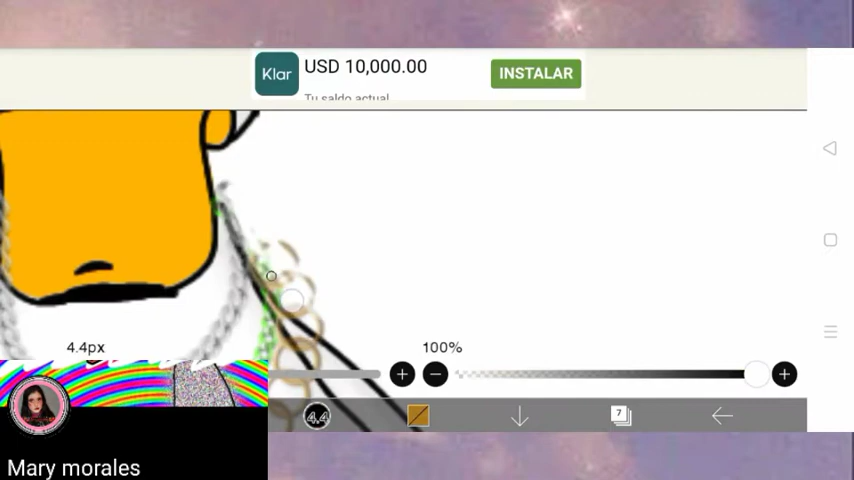 Klar
USD 10,000.00
INSTALAR
Tu saldo actual
4.4px
100%
4.4
7
Mary morales